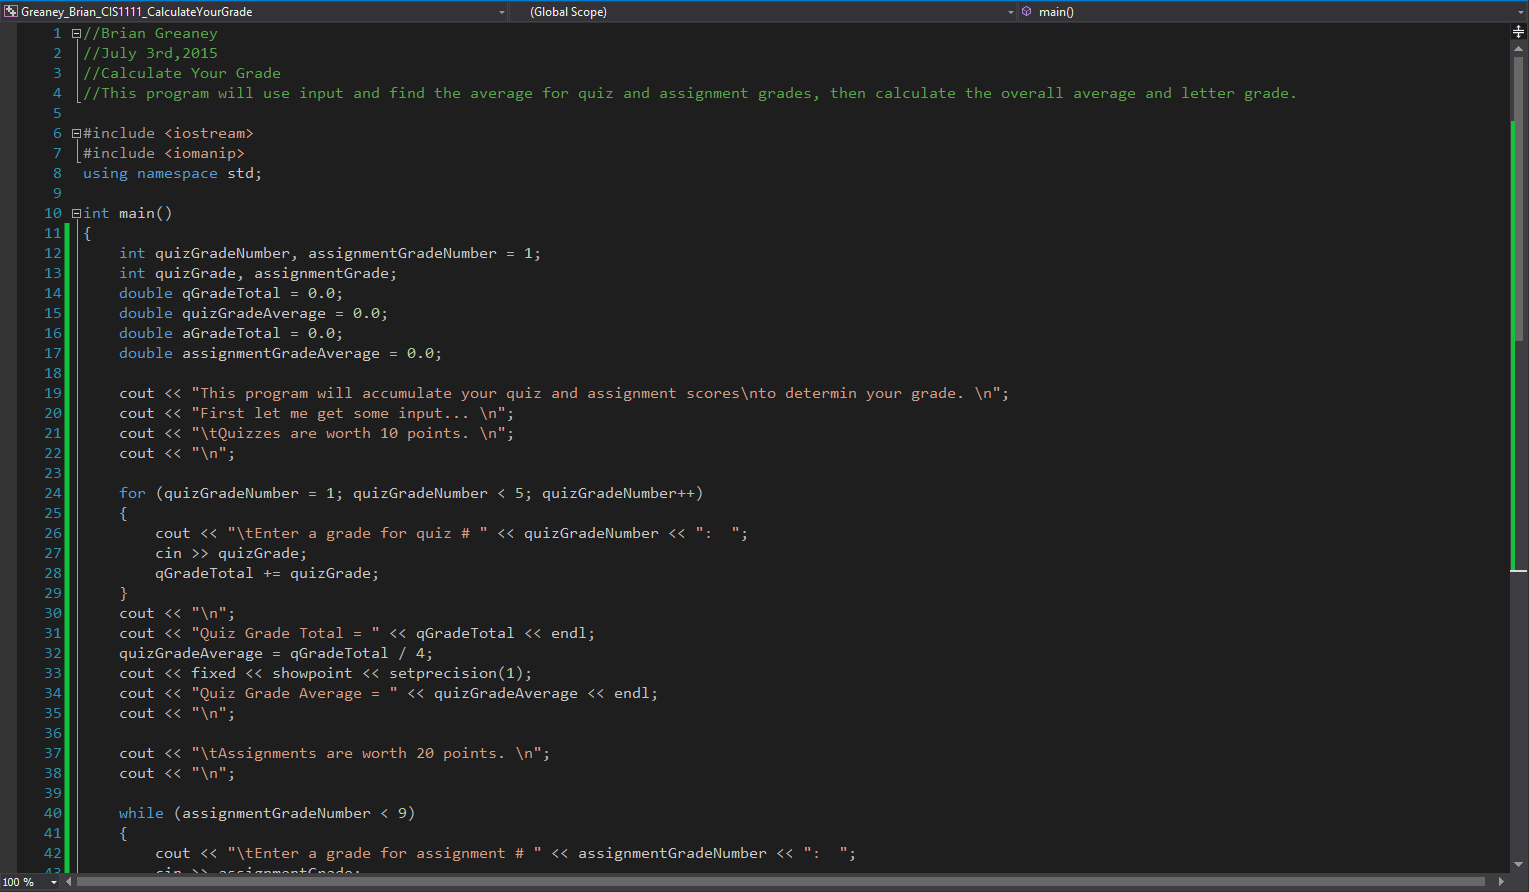 Greaney_Brian_CIS1111_CalculateYourGrade (Global Scope) main()
1 //Brian Greaney
2 //July 3rd,2015
3 //Calculate Your Grade
4 //This program will use input and find the average for quiz and assignment grades, then calculate the overall average and letter grade.
5
6 #include <iostream>
7 #include <iomanip>
8 using namespace std;
9
10 int main()
11 {
12 int quizGradeNumber, assignmentGradeNumber = 1;
13 int quizGrade, assignmentGrade;
14 double qGradeTotal = 0.0;
15 double quizGradeAverage = 0.0;
16 double aGradeTotal = 0.0;
17 double assignmentGradeAverage = 0.0;
18
19 cout << "This program will accumulate your quiz and assignment scores\nto determin your grade. \n";
20 cout << "First let me get some input... \n";
21 cout << "\tQuizzes are worth 10 points. \n";
22 cout << "\n";
23
24 for (quizGradeNumber = 1; quizGradeNumber < 5; quizGradeNumber++)
25 {
26 cout << "\tEnter a grade for quiz # " << quizGradeNumber << ":  ";
27 cin >> quizGrade;
28 qGradeTotal += quizGrade;
29 }
30 cout << "\n";
31 cout << "Quiz Grade Total = " << qGradeTotal << endl;
32 quizGradeAverage = qGradeTotal / 4;
33 cout << fixed << showpoint << setprecision(1);
34 cout << "Quiz Grade Average = " << quizGradeAverage << endl;
35 cout << "\n";
36
37 cout << "\tAssignments are worth 20 points. \n";
38 cout << "\n";
39
40 while (assignmentGradeNumber < 9)
41 {
42 cout << "\tEnter a grade for assignment # " << assignmentGradeNumber << ":  ";
43 cin >> assignmentGrade;
100 %